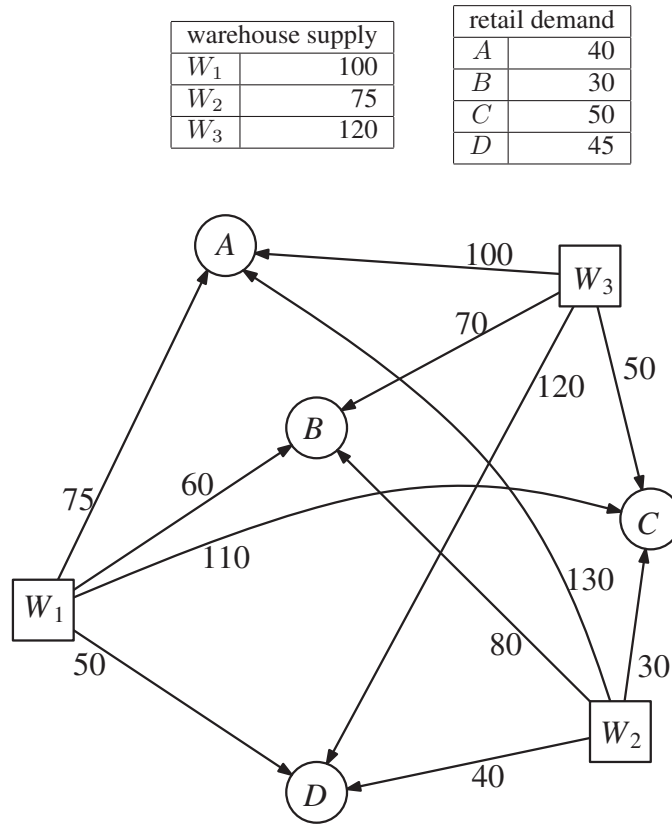 warehouse supply
W₁ 100
W₂ 75
W₃ 120
retail demand
A 40
B 30
C 50
D 45
A
100
W₃
70
50
120
B
60
75
C
110
130
W₁
80
50
30
W₂
40
D